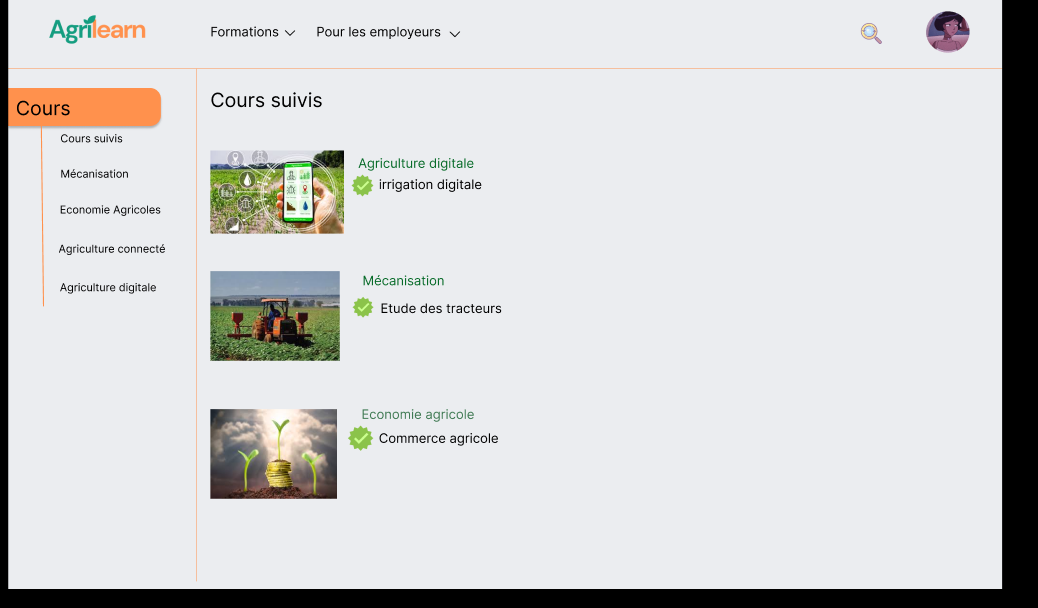 Agrilearn
Formations
Pour les employeurs
Cours
Cours suivis
Mécanisation
Economie Agricoles
Agriculture connecté
Agriculture digitale
Cours suivis
Agriculture digitale
irrigation digitale
Mécanisation
Etude des tracteurs
Economie agricole
Commerce agricole